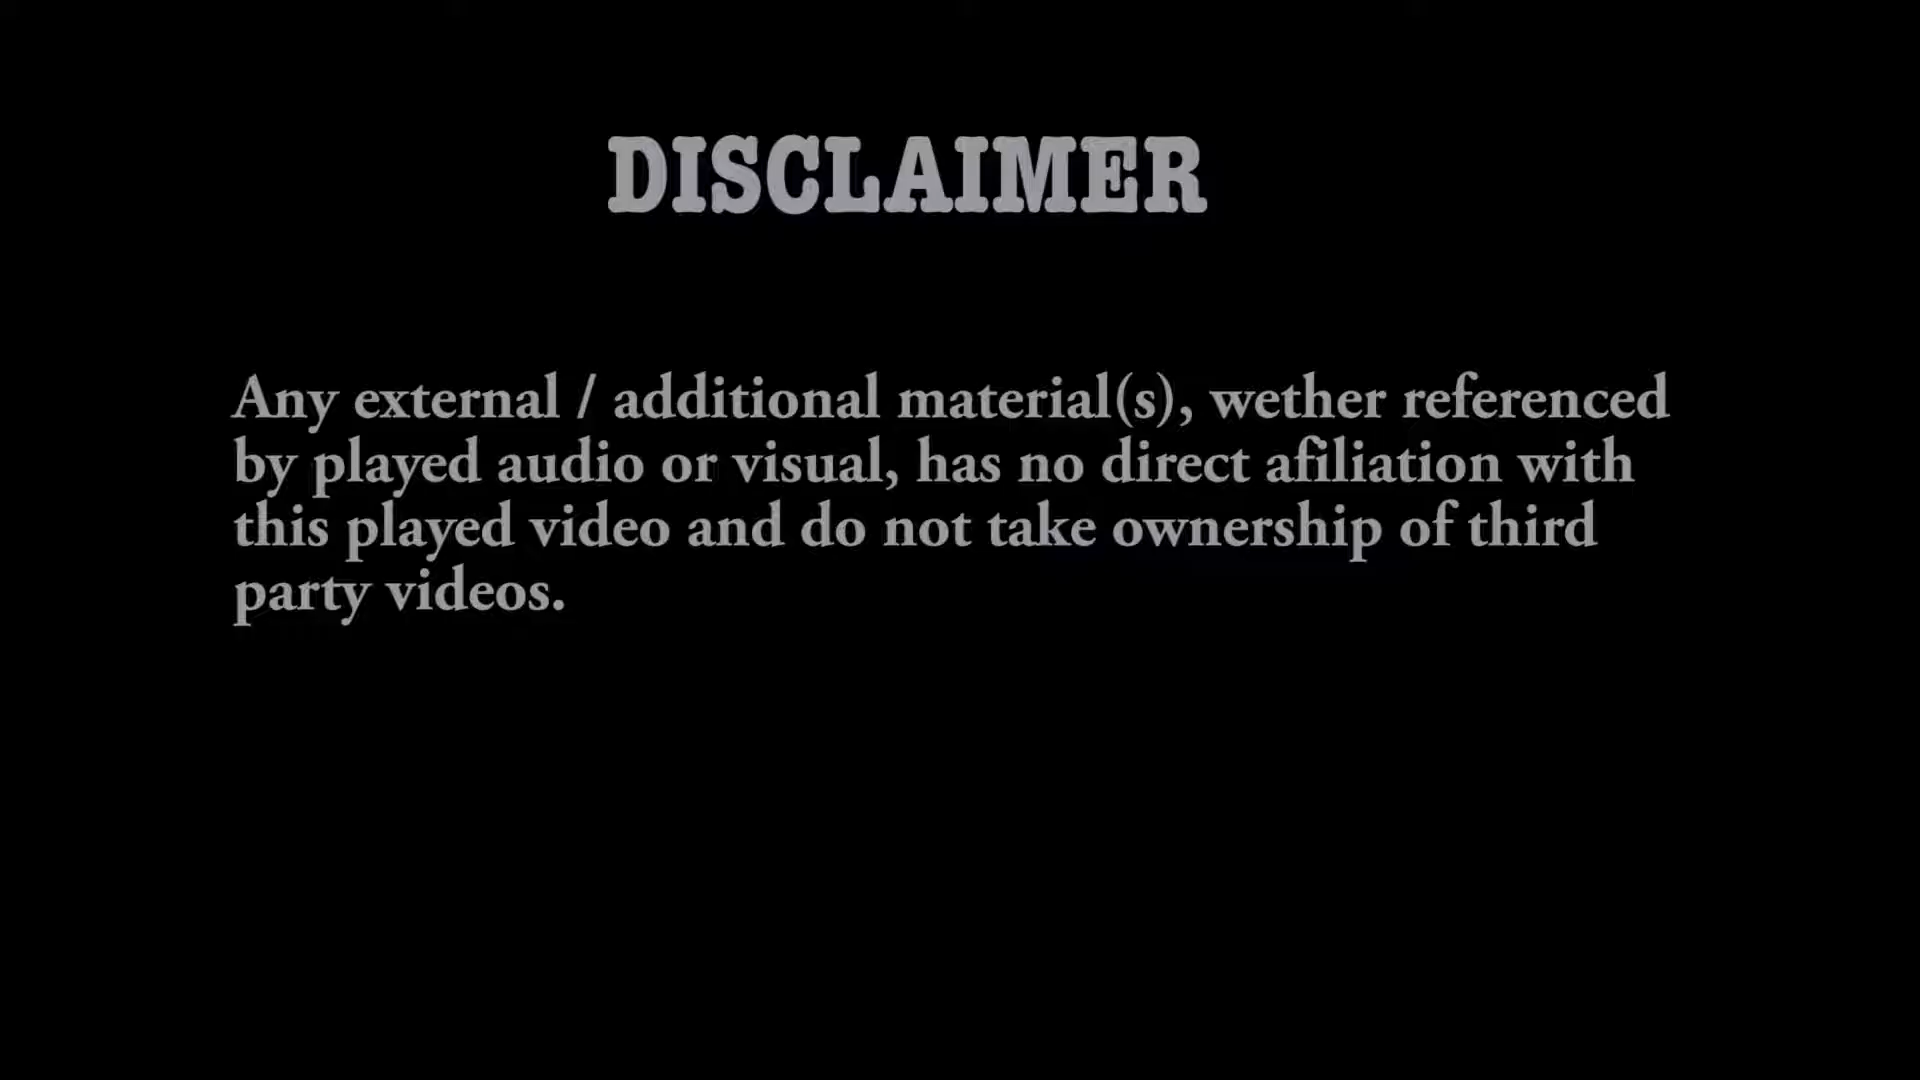 DISCLAIMER
Any external / additional material(s), wether referenced
by played audio or visual, has no direct afiliation with
this played video and do not take ownership of third
party videos.